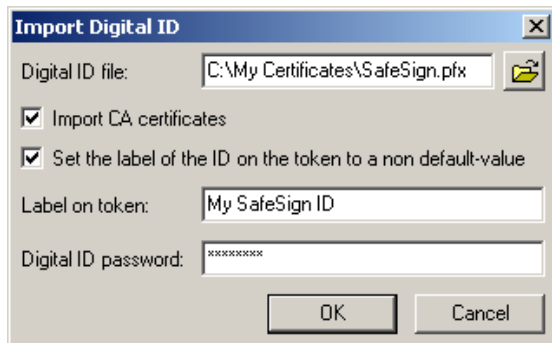 Import Digital ID
Digital ID file: C:\My Certificates\SafeSign.pfx
Import CA certificates
Set the label of the ID on the token to a non default-value
Label on token: My SafeSign ID
Digital ID password: ********
OK Cancel